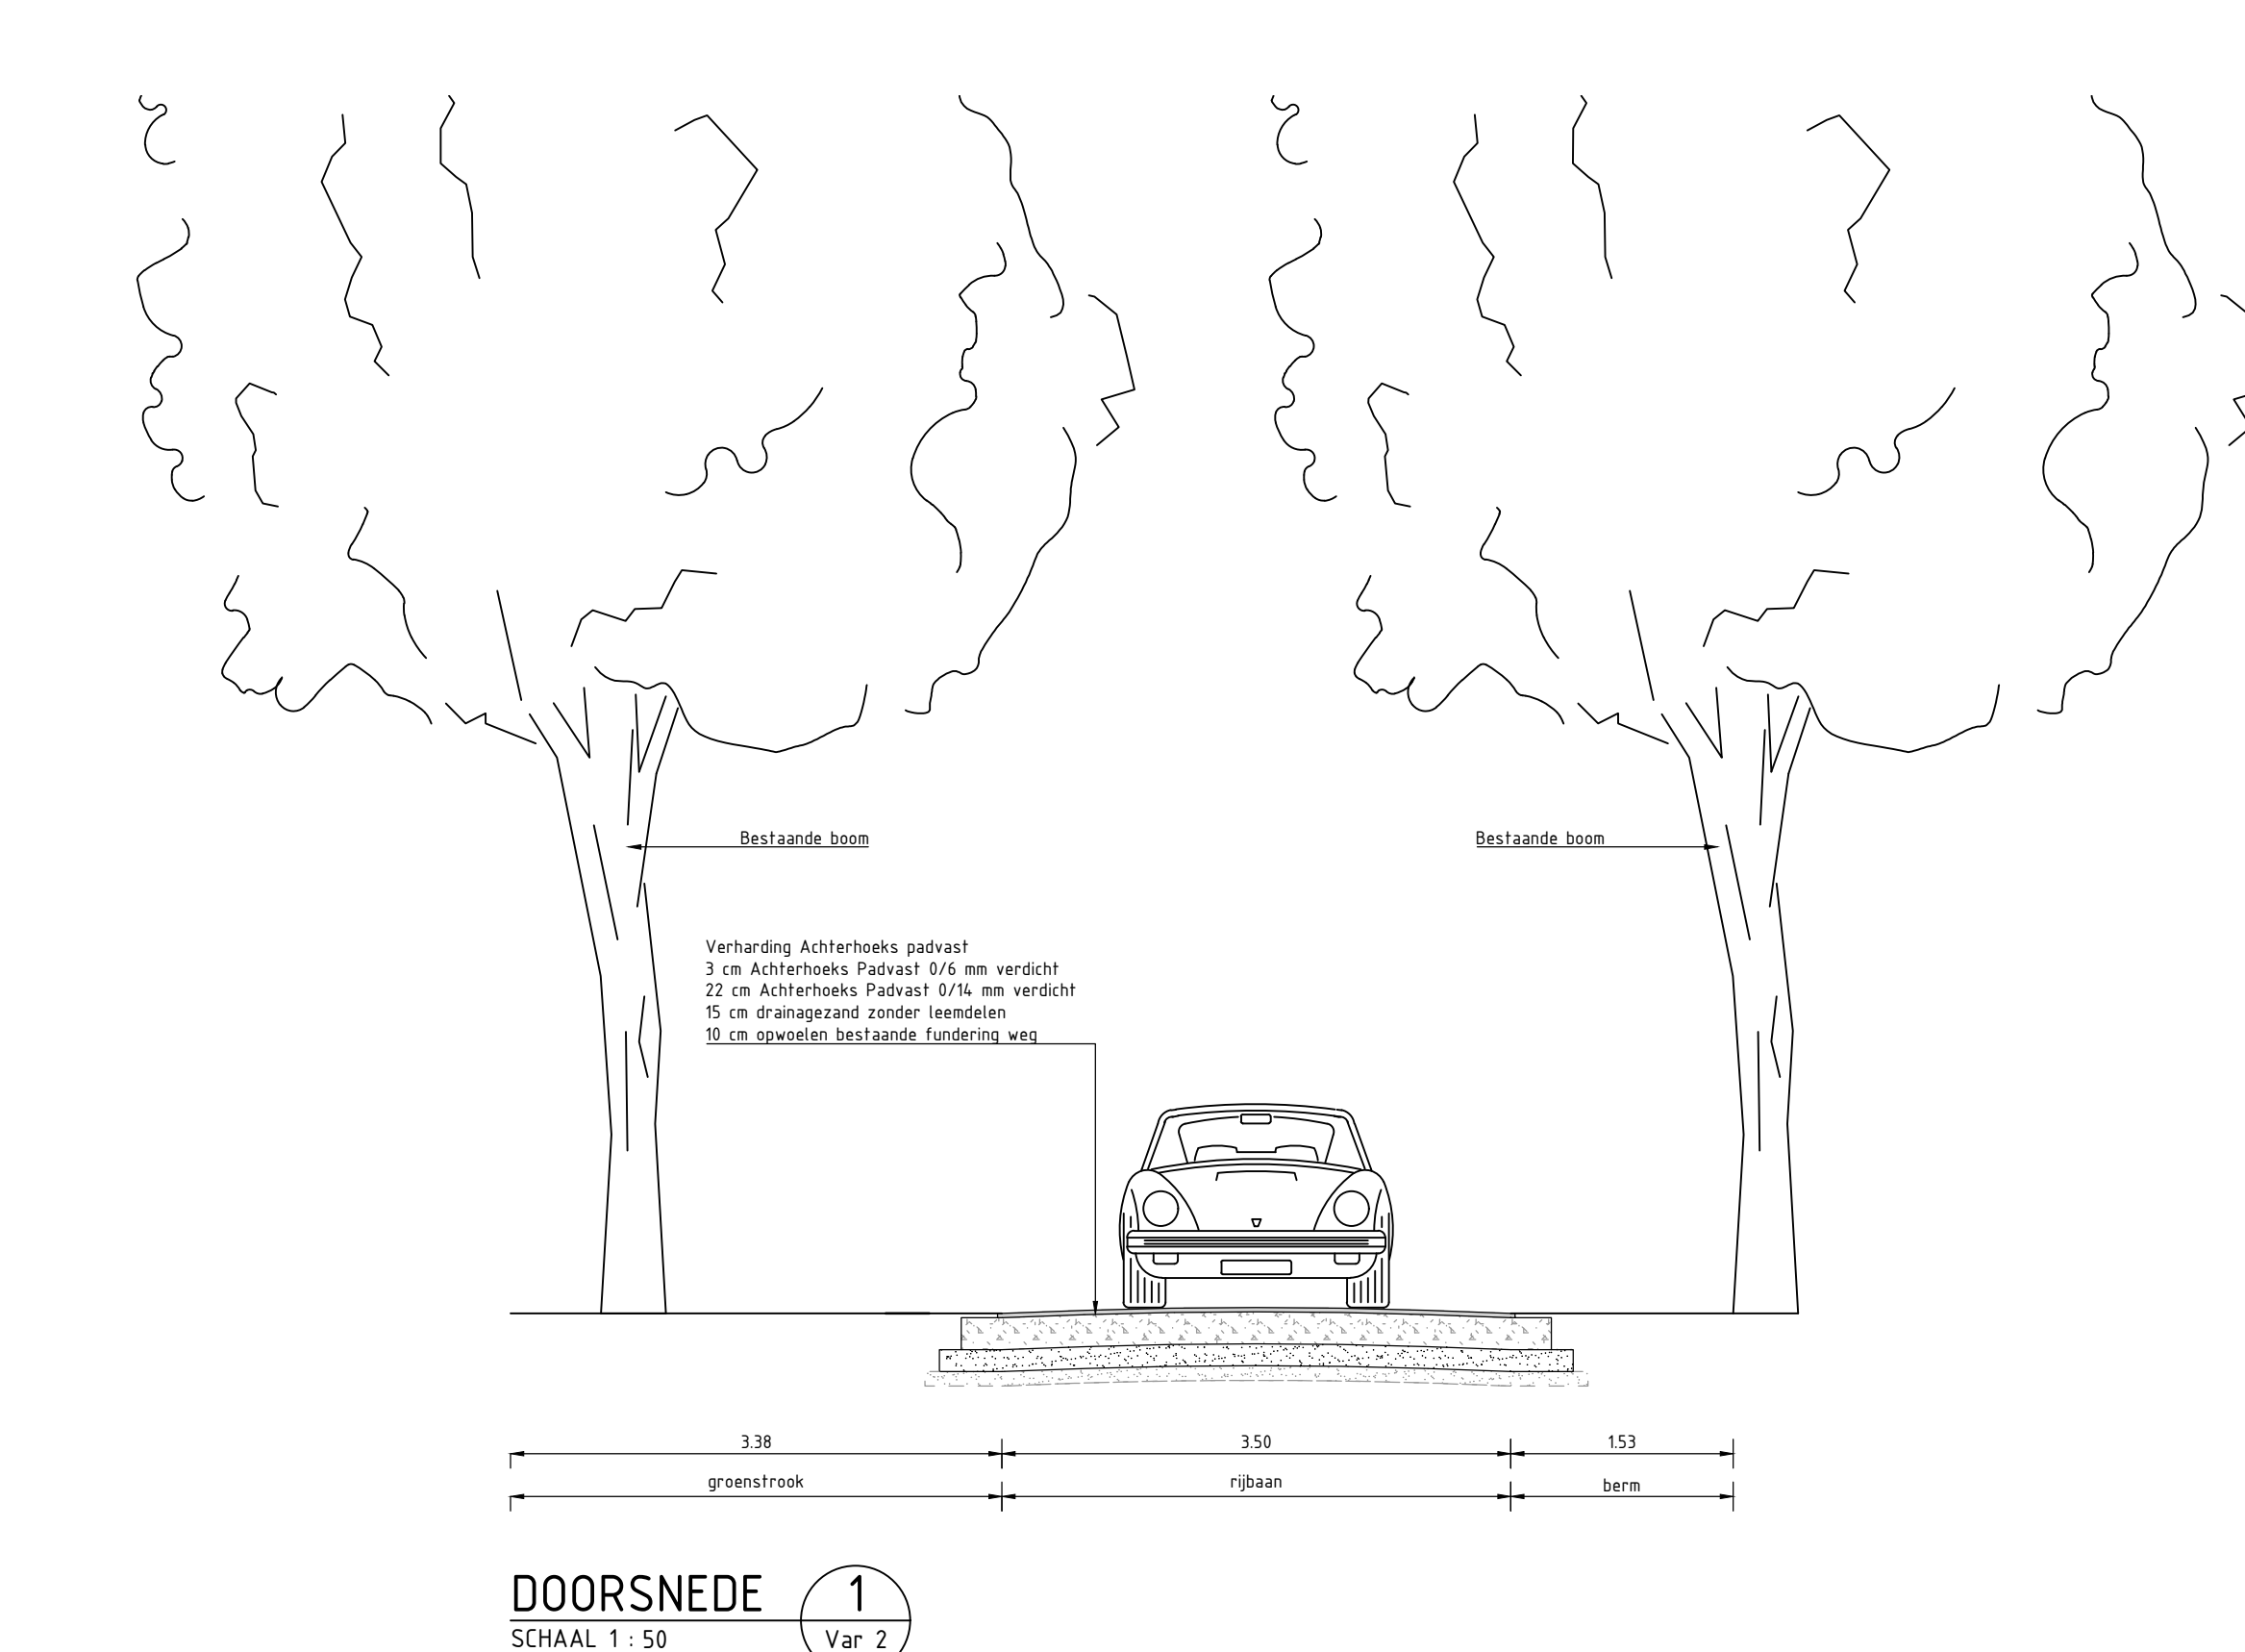 Bestaande boom
Bestaande boom
Verharding Achterhoeks padvast
3 cm Achterhoeks Padvast 0/6 mm verdicht
22 cm Achterhoeks Padvast 0/14 mm verdicht
15 cm drainagezand zonder leemdelen
10 cm opwoelen bestaande fundering weg
3.38
3.50
1.53
groenstrook
rijbaan
berm
DOORSNEDE
1
SCHAAL 1 : 50
Var 2